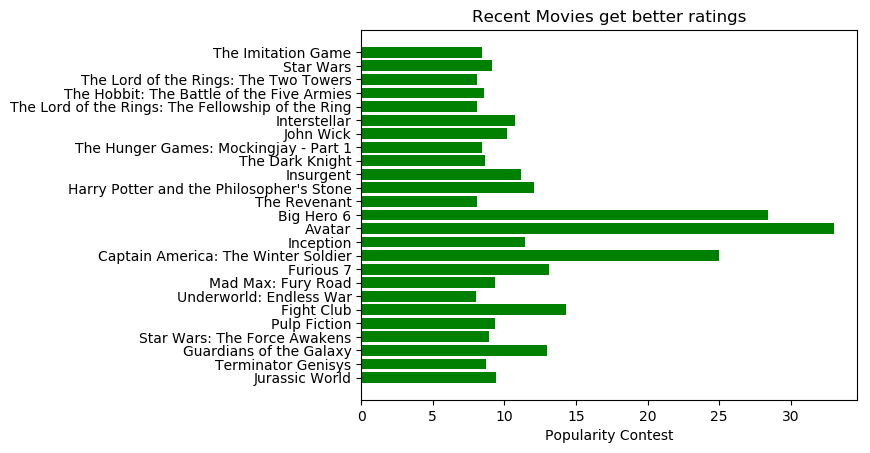 Recent Movies get better ratings
The Imitation Game
Star Wars
The Lord of the Rings: The Two Towers
The Hobbit: The Battle of the Five Armies
The Lord of the Rings: The Fellowship of the Ring
Interstellar
John Wick
The Hunger Games: Mockingjay - Part 1
The Dark Knight
Insurgent
Harry Potter and the Philosopher's Stone
The Revenant
Big Hero 6
Avatar
Inception
Captain America: The Winter Soldier
Furious 7
Mad Max: Fury Road
Underworld: Endless War
Fight Club
Pulp Fiction
Star Wars: The Force Awakens
Guardians of the Galaxy
Terminator Genisys
Jurassic World
0 5 10 15 20 25 30
Popularity Contest